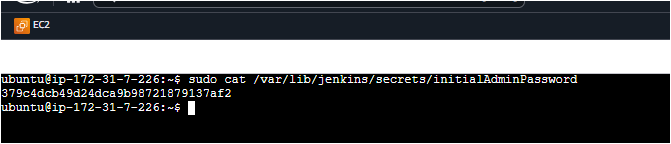 EC2
ubuntu@ip-172-31-7-226:~$ sudo cat /var/lib/jenkins/secrets/initialAdminPassword
379c4dcb49d24dca9b98721879137af2
ubuntu@ip-172-31-7-226:~$